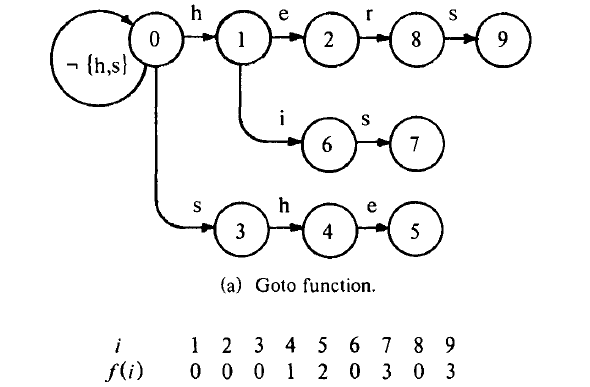 h e r s
0 1 2 8 9
¬ {h,s}
i s
6 7
s h e
3 4 5
(a) Goto function.
i 1 2 3 4 5 6 7 8 9
f(i) 0 0 0 1 2 0 3 0 3